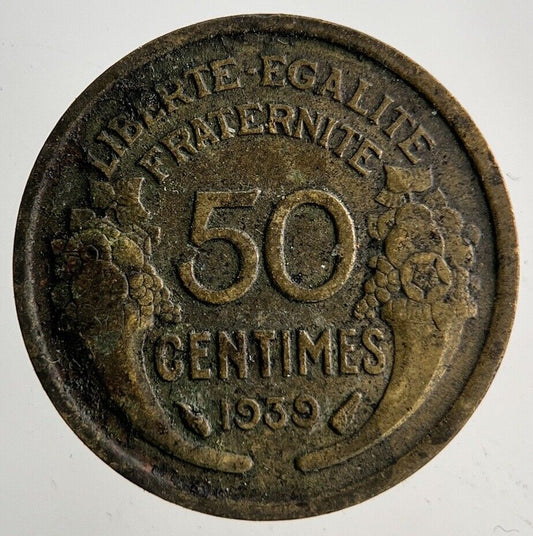 LIBERTE·EGALITE
FRATERNITE
50
CENTIMES
1939